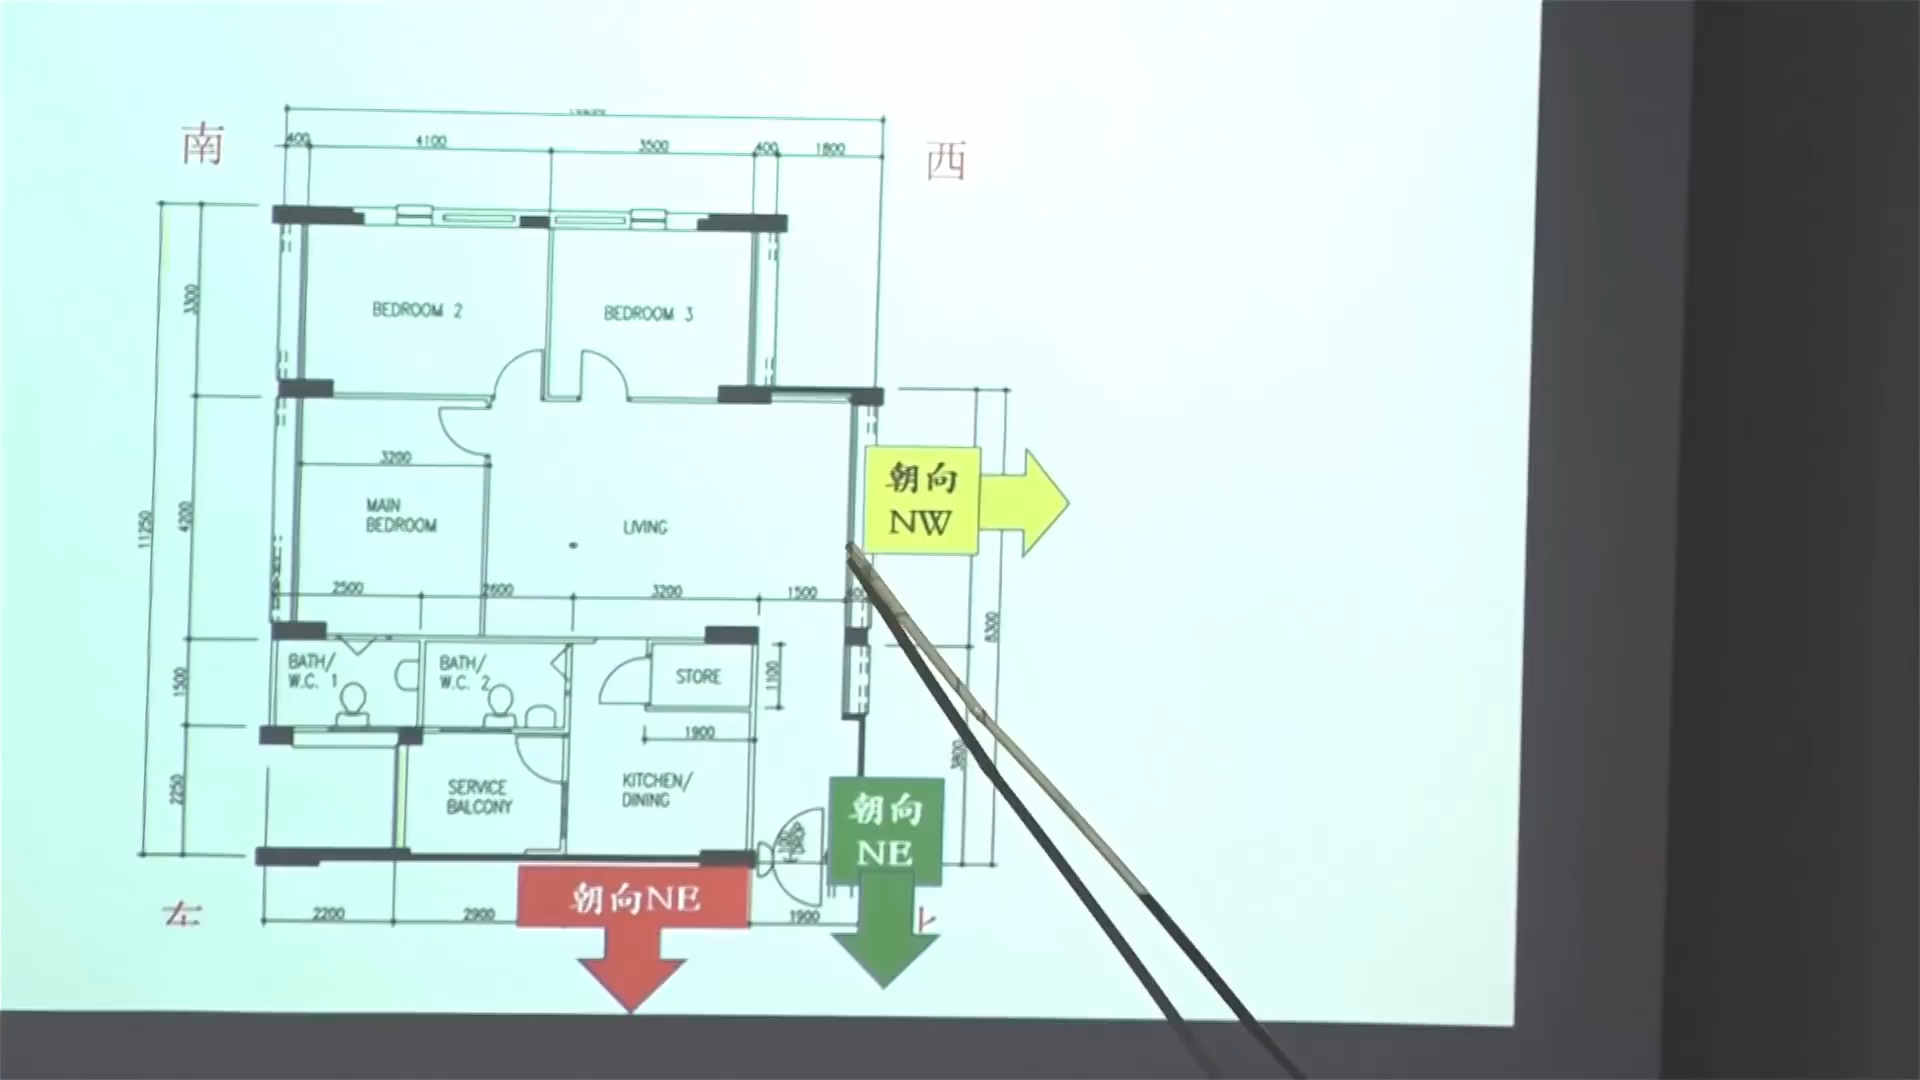 南
西
400
4100
3500
400
1800
3300
BEDROOM 2
BEDROOM 3
3200
4200
11250
MAIN
BEDROOM
LIVING
朝向
NW
2500
2600
3200
1500
8300
BATH/
W.C. 1
BATH/
W.C. 2
STORE
1100
1500
1900
3800
2250
SERVICE
BALCONY
KITCHEN/
DINING
朝向
NE
朝向NE
2200
2900
1900